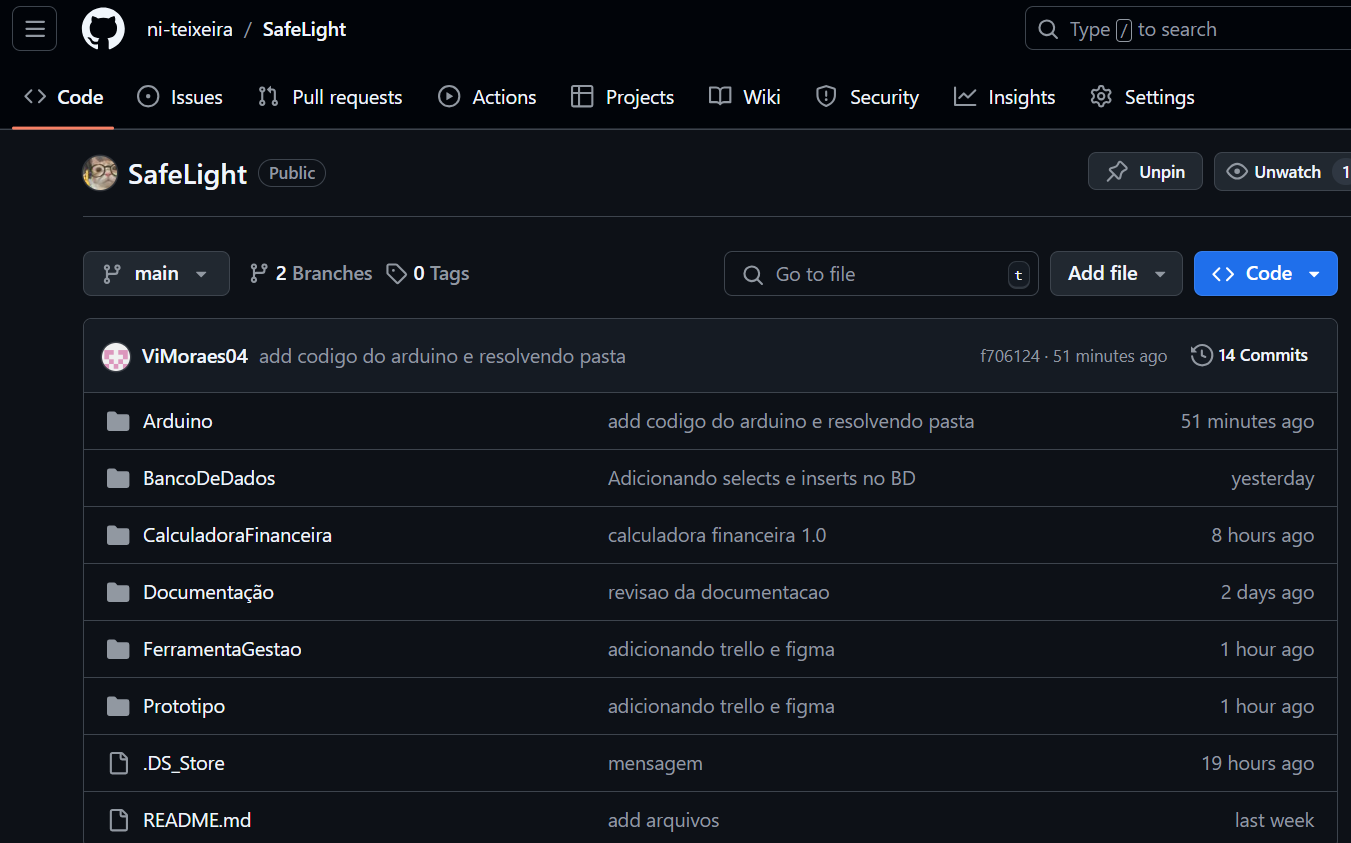 ni-teixeira / SafeLight Type / to search
Code Issues Pull requests Actions Projects Wiki Security Insights Settings
SafeLight Public Unpin Unwatch 1
main 2 Branches 0 Tags Go to file t Add file Code
ViMoraes04 add codigo do arduino e resolvendo pasta f706124 · 51 minutes ago 14 Commits
Arduino add codigo do arduino e resolvendo pasta 51 minutes ago
BancoDeDados Adicionando selects e inserts no BD yesterday
CalculadoraFinanceira calculadora financeira 1.0 8 hours ago
Documentação revisao da documentacao 2 days ago
FerramentaGestao adicionando trello e figma 1 hour ago
Prototipo adicionando trello e figma 1 hour ago
.DS_Store mensagem 19 hours ago
README.md add arquivos last week